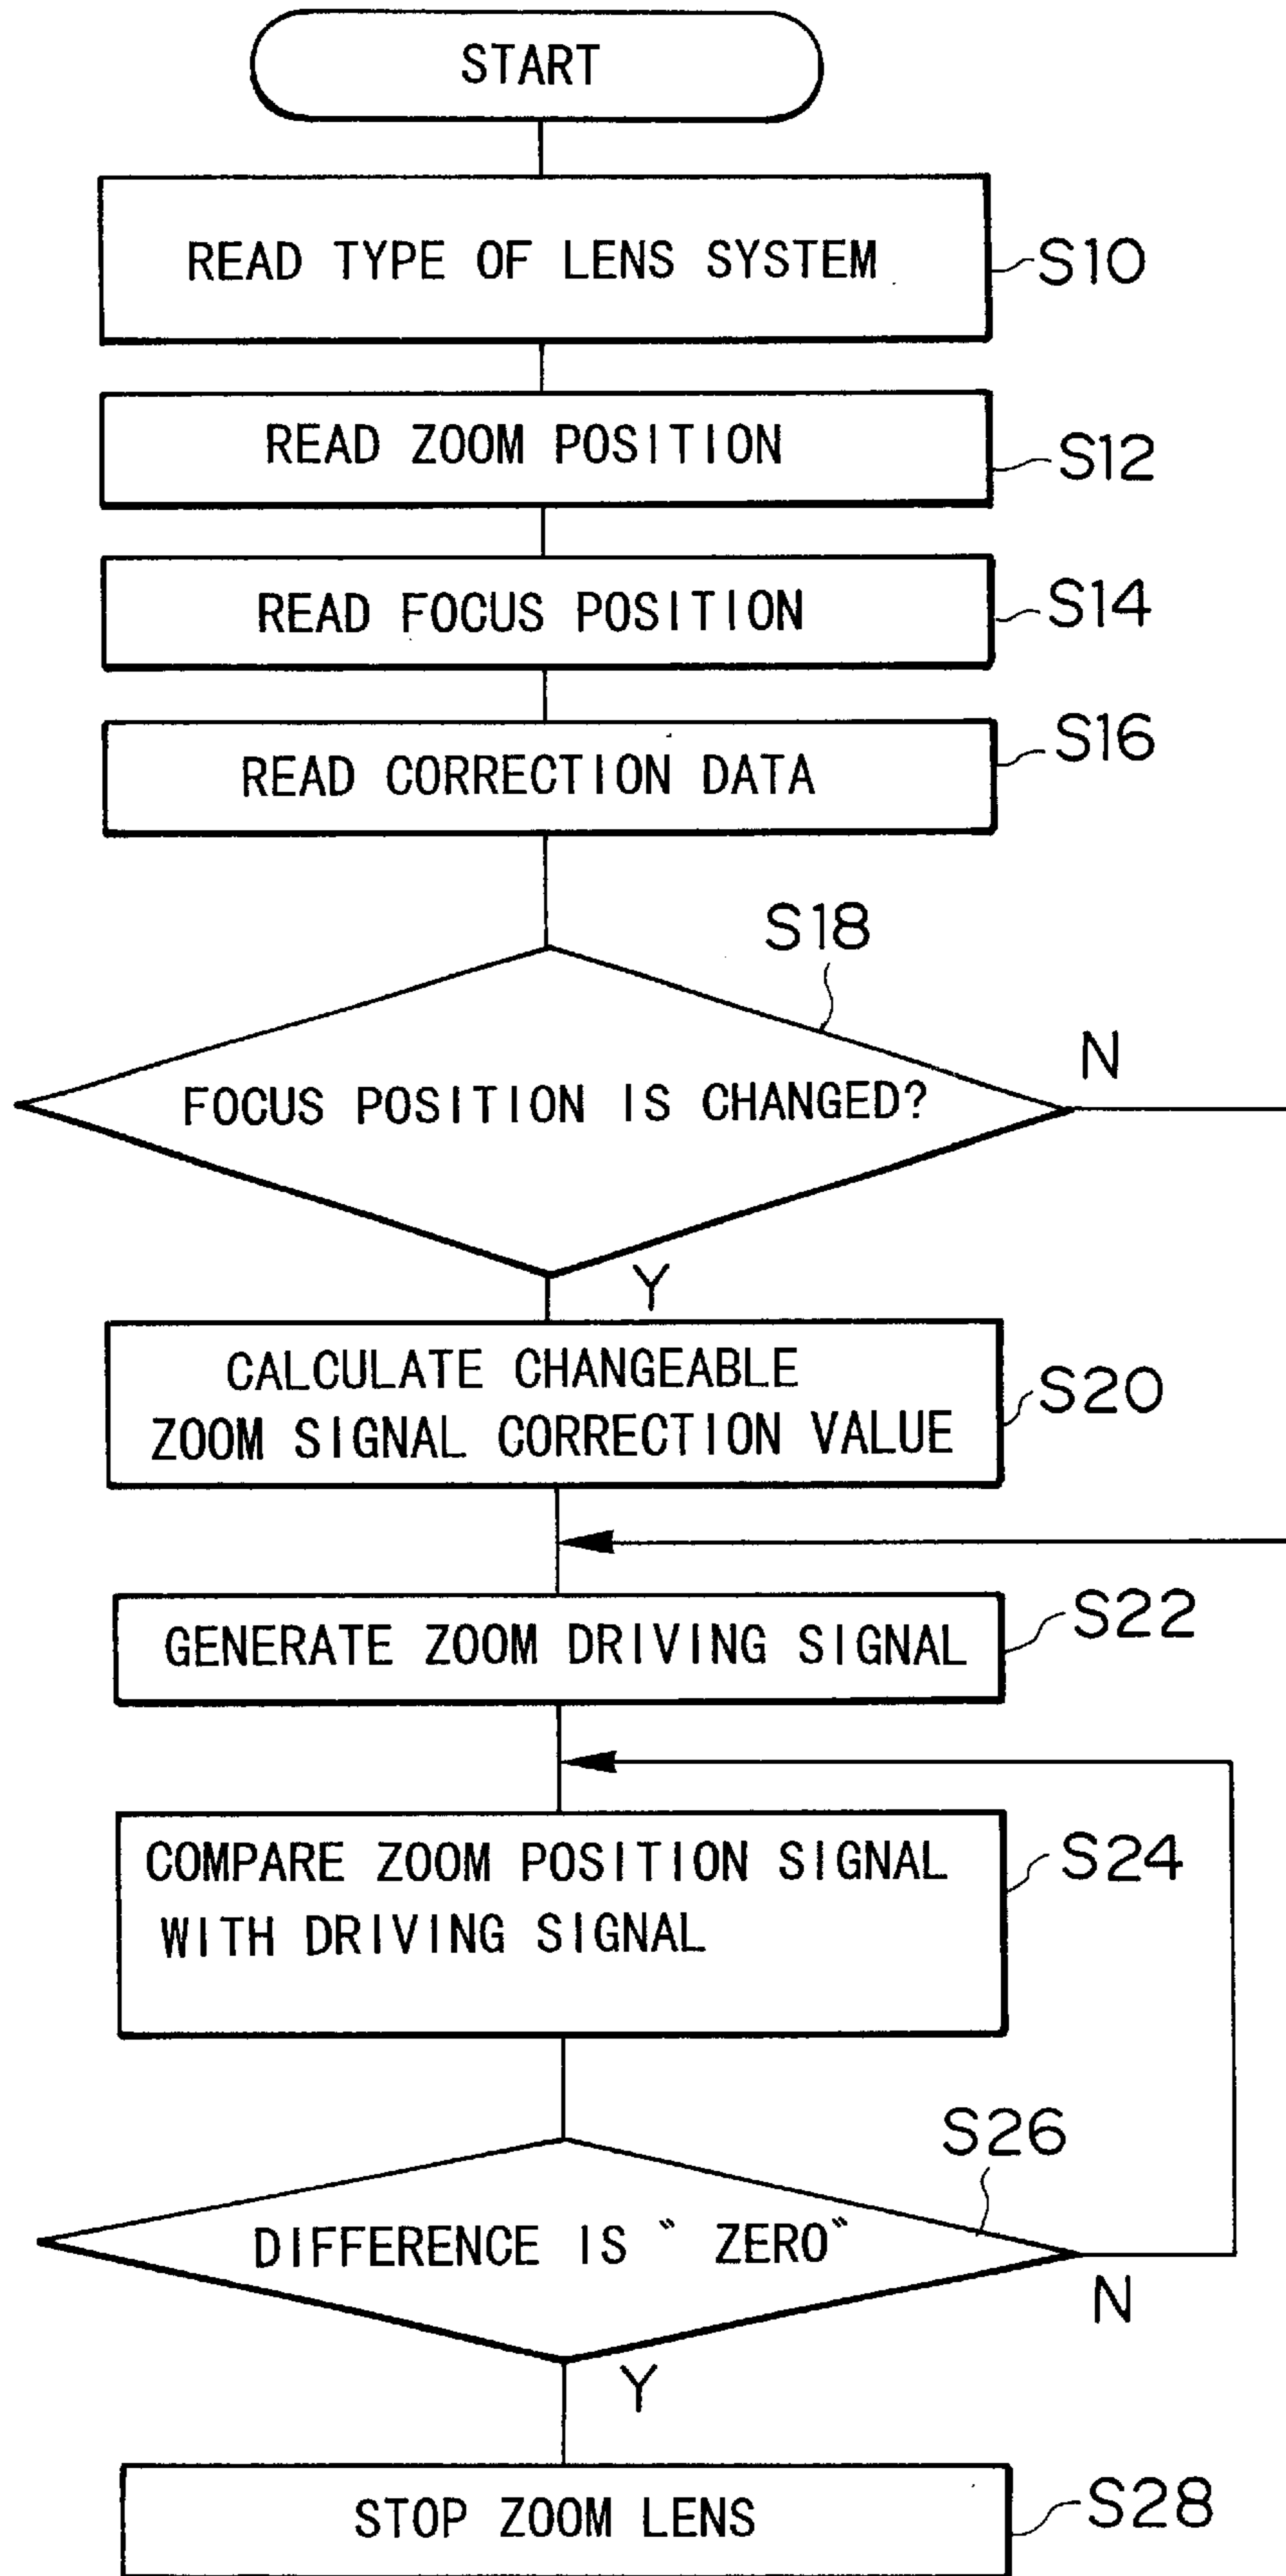 START
READ TYPE OF LENS SYSTEM
S10
READ ZOOM POSITION
S12
READ FOCUS POSITION
S14
READ CORRECTION DATA
S16
S18
N
FOCUS POSITION IS CHANGED?
Y
CALCULATE CHANGEABLE
ZOOM SIGNAL CORRECTION VALUE
S20
GENERATE ZOOM DRIVING SIGNAL
S22
COMPARE ZOOM POSITION SIGNAL
WITH DRIVING SIGNAL
S24
S26
DIFFERENCE IS " ZERO"
N
Y
STOP ZOOM LENS
S28